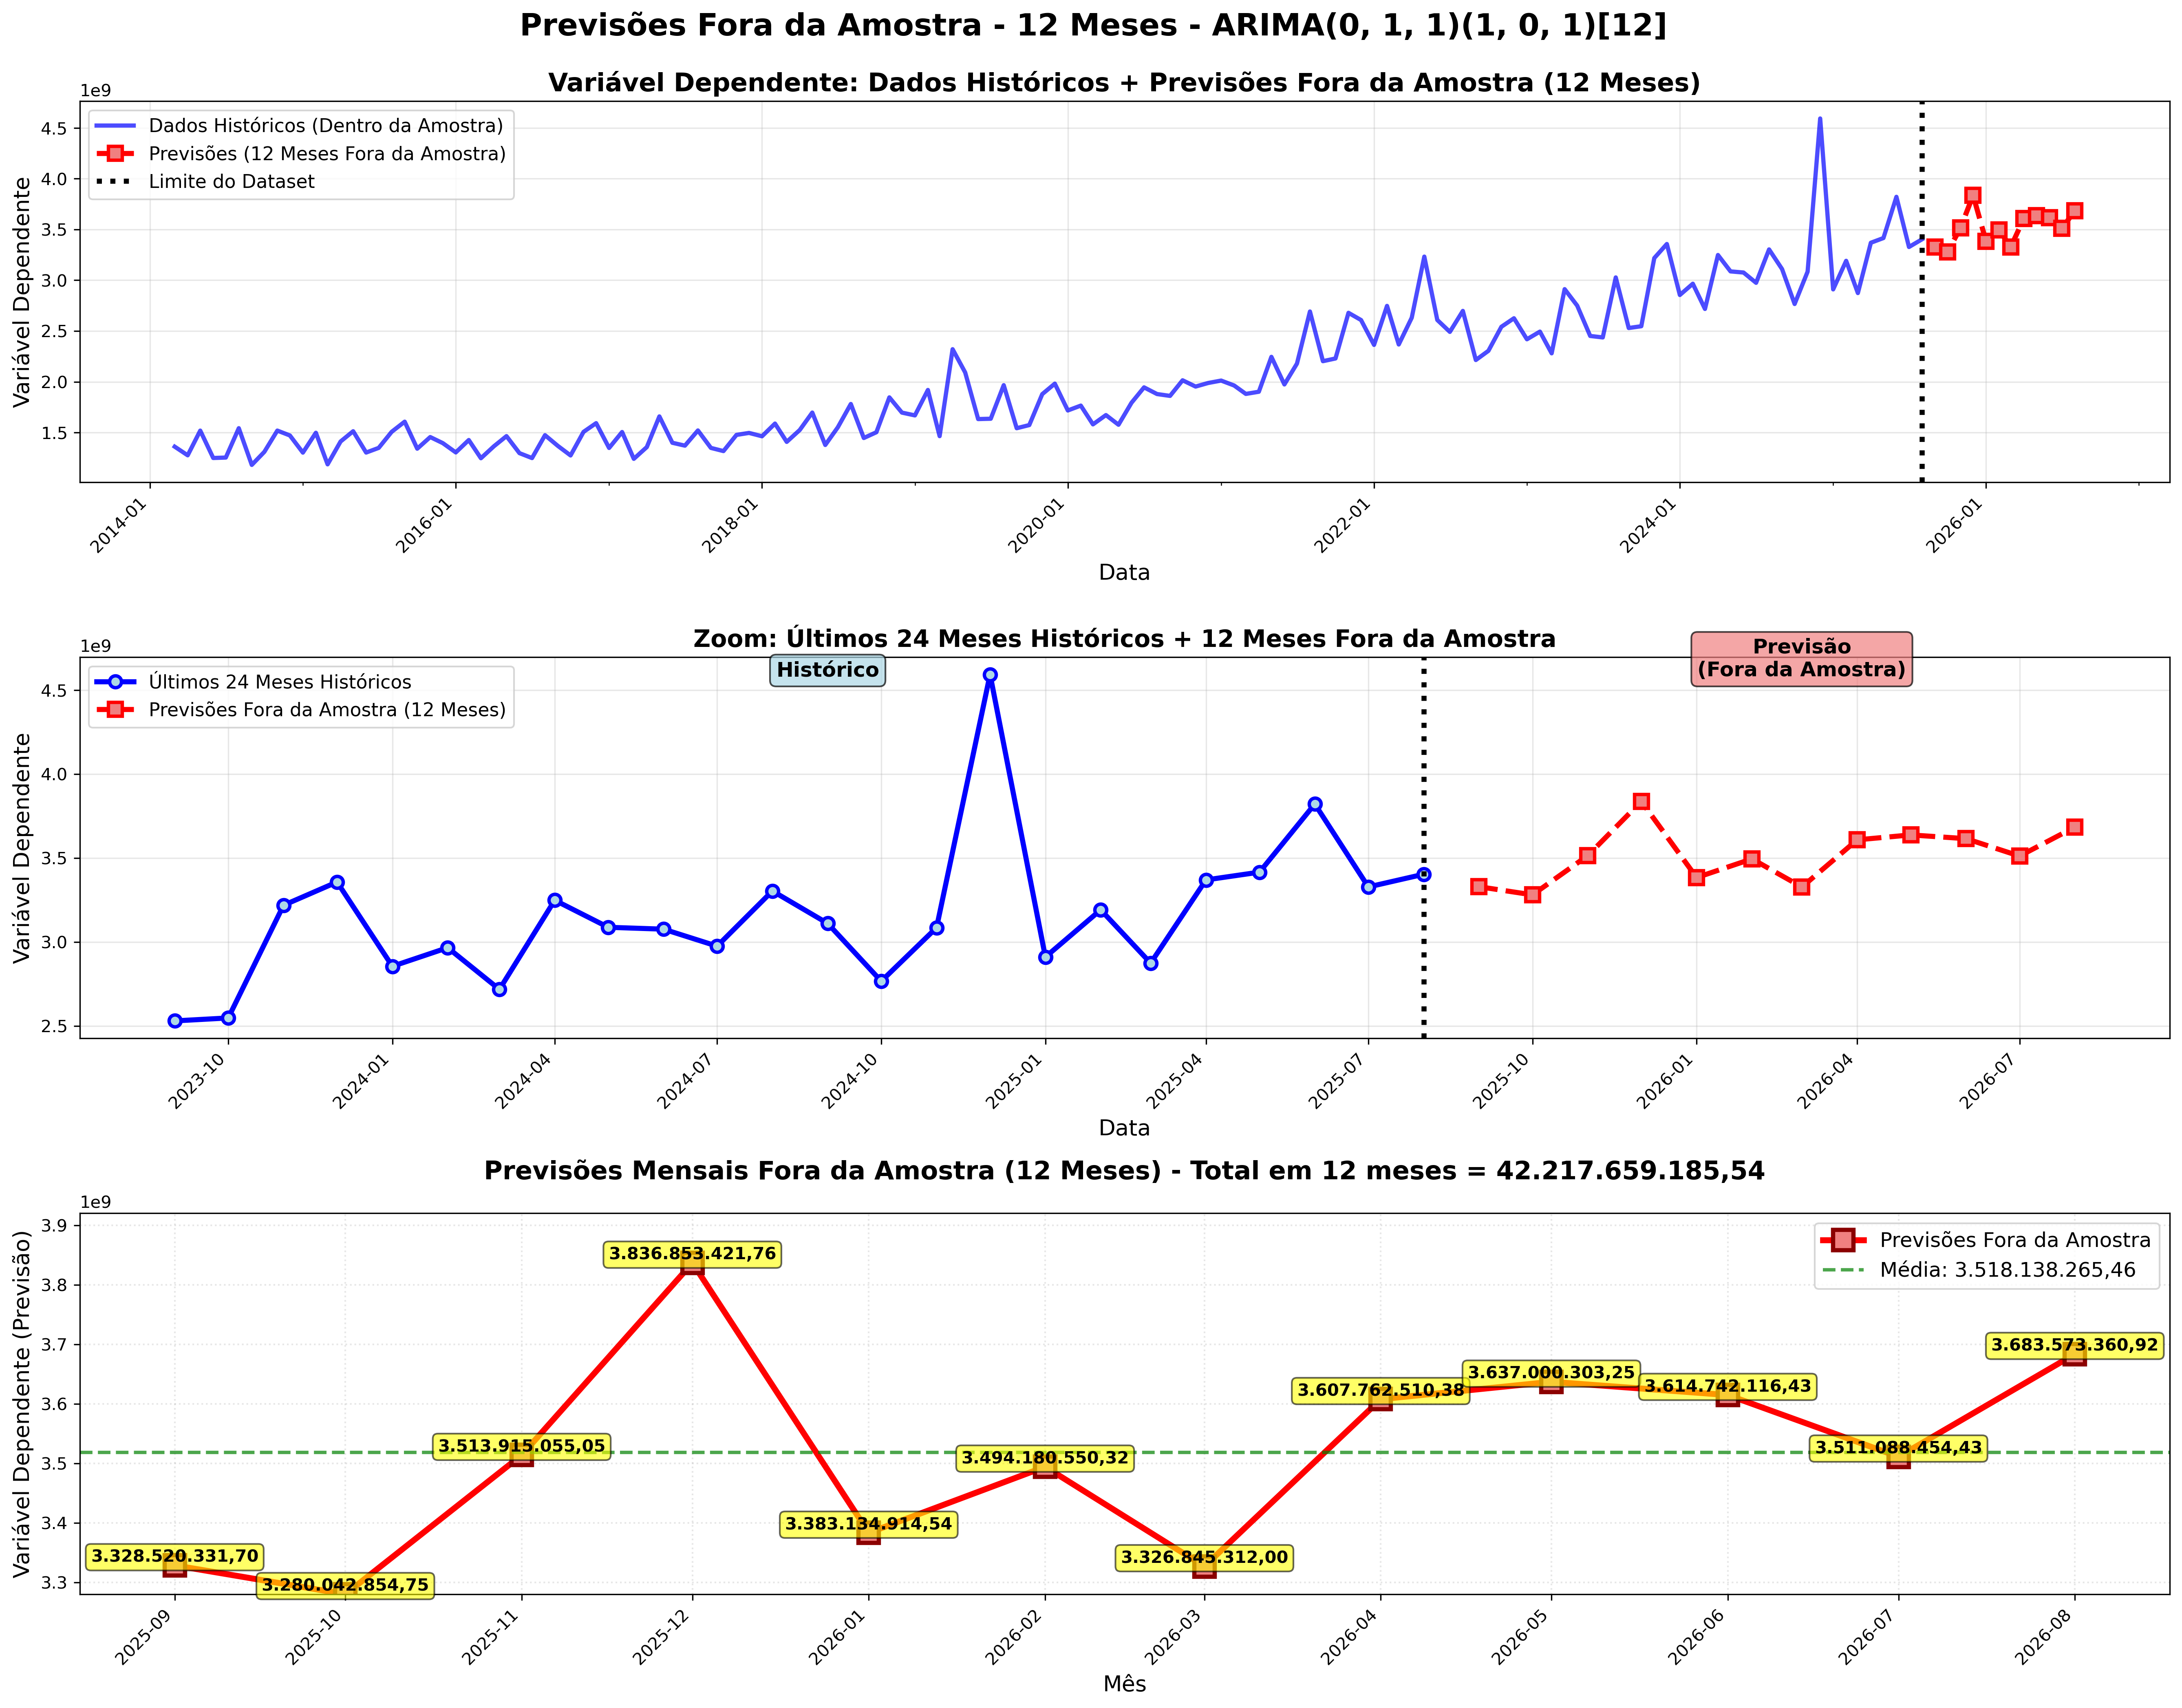 Previsões Fora da Amostra - 12 Meses - ARIMA(0, 1, 1)(1, 0, 1)[12]
Variável Dependente: Dados Históricos + Previsões Fora da Amostra (12 Meses)
1e9
Dados Históricos (Dentro da Amostra)
Previsões (12 Meses Fora da Amostra)
Limite do Dataset
Variável Dependente
4.5
4.0
3.5
3.0
2.5
2.0
1.5
2014-01
2016-01
2018-01
2020-01
2022-01
2024-01
2026-01
Data
Zoom: Últimos 24 Meses Históricos + 12 Meses Fora da Amostra
1e9
Últimos 24 Meses Históricos
Previsões Fora da Amostra (12 Meses)
Histórico
Previsão
(Fora da Amostra)
Variável Dependente
4.5
4.0
3.5
3.0
2.5
2023-10
2024-01
2024-04
2024-07
2024-10
2025-01
2025-04
2025-07
2025-10
2026-01
2026-04
2026-07
Data
Previsões Mensais Fora da Amostra (12 Meses) - Total em 12 meses = 42.217.659.185,54
1e9
Previsões Fora da Amostra
Média: 3.518.138.265,46
Variável Dependente (Previsão)
3.9
3.8
3.7
3.6
3.5
3.4
3.3
3.328.520.331,70
3.280.042.854,75
3.513.915.055,05
3.836.853.421,76
3.383.134.914,54
3.494.180.550,32
3.326.845.312,00
3.607.762.510,38
3.637.000.303,25
3.614.742.116,43
3.511.088.454,43
3.683.573.360,92
2025-09
2025-10
2025-11
2025-12
2026-01
2026-02
2026-03
2026-04
2026-05
2026-06
2026-07
2026-08
Mês